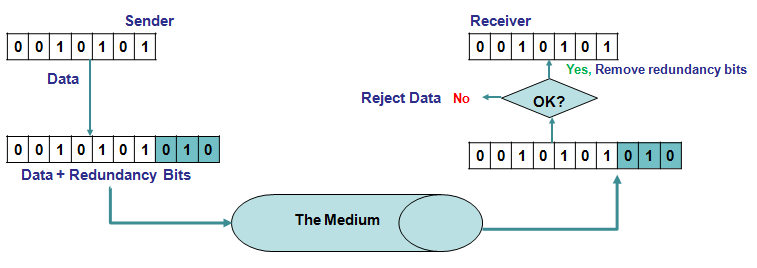 Sender
0 0 1 0 1 0 1
Data
0 0 1 0 1 0 1 0 1 0
Data + Redundancy Bits
The Medium
Receiver
0 0 1 0 1 0 1
Yes, Remove redundancy bits
OK?
Reject Data No
0 0 1 0 1 0 1 0 1 0